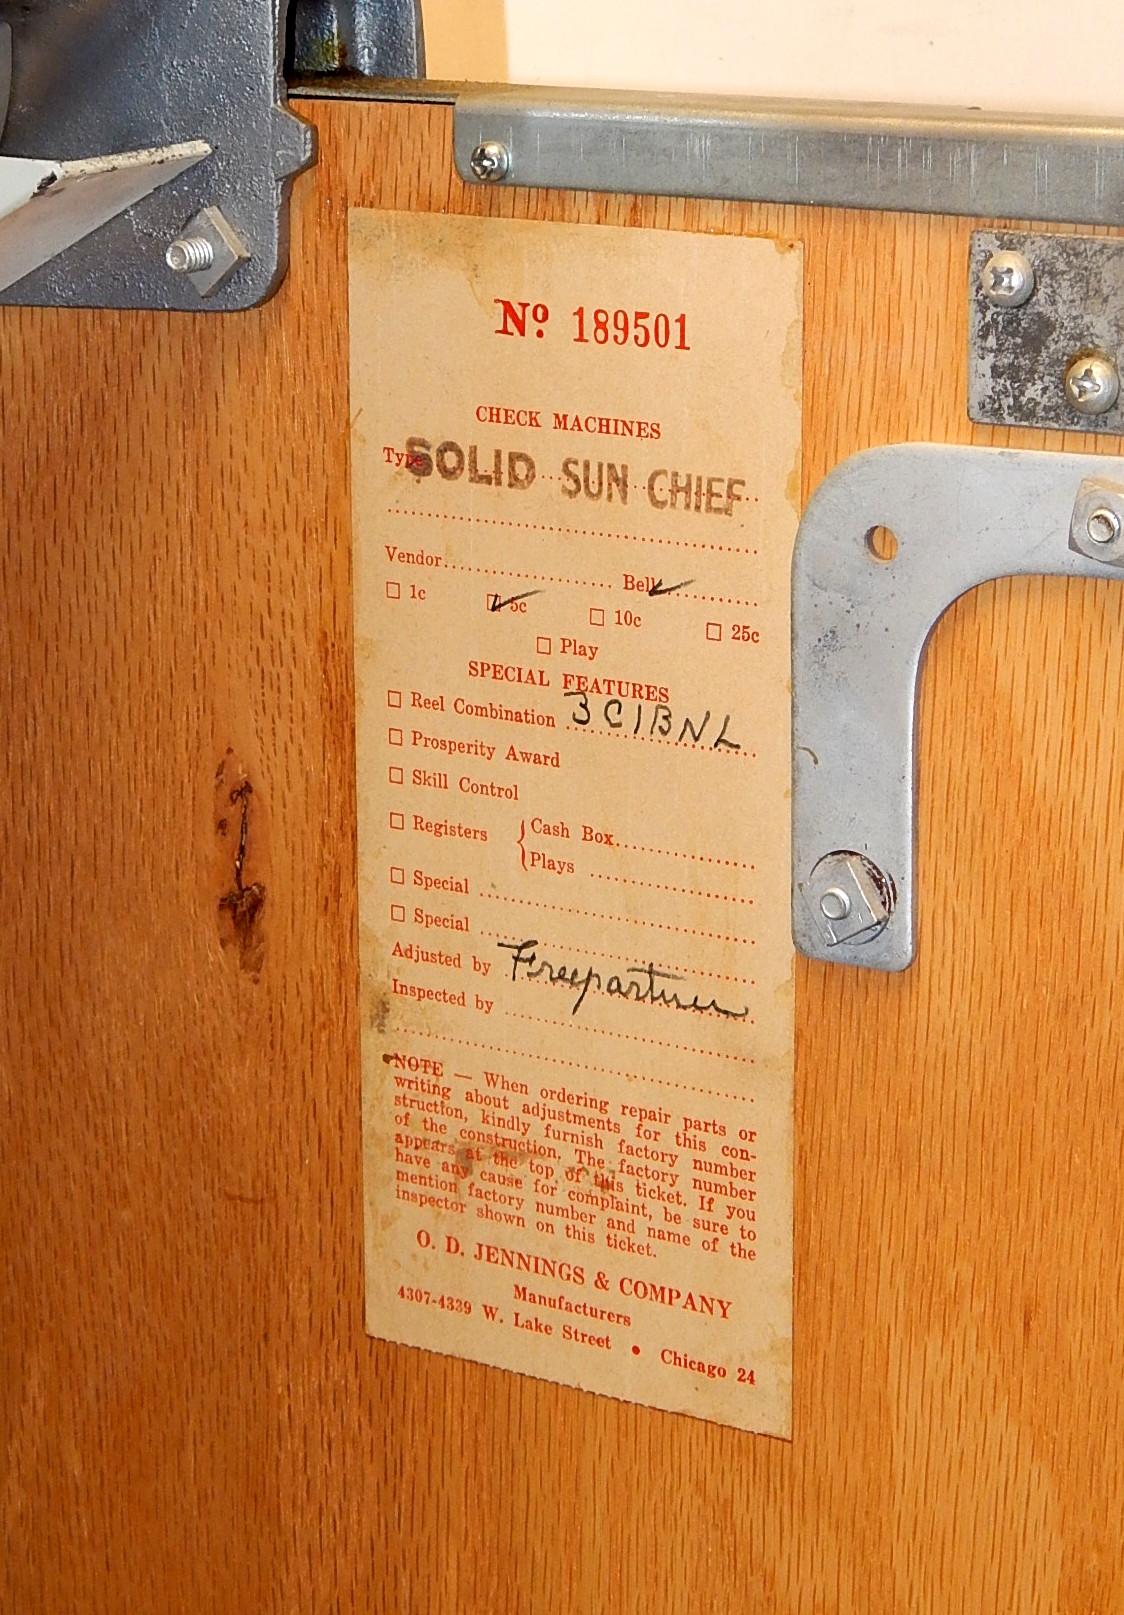 Nº 189501
CHECK MACHINES
Type SOLID SUN CHIEF
Vendor Bell
1c 5c 10c 25c
Play
SPECIAL FEATURES
Reel Combination 3C1BNL
Prosperity Award
Skill Control
Registers Cash Box
Plays
Special
Special
Adjusted by
Inspected by
NOTE — When ordering repair parts or
writing about adjustments for this con-
struction, kindly furnish factory number
of the construction. The factory number
appears at the top of this ticket. If you
have any cause for complaint, be sure to
mention factory number and name of the
inspector shown on this ticket.
O. D. JENNINGS & COMPANY
Manufacturers
4307-4339 W. Lake Street • Chicago 24